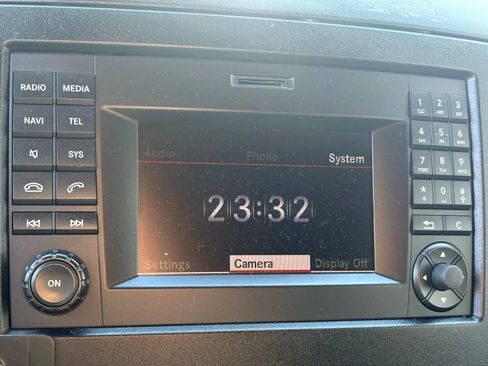 RADIO MEDIA
NAVI TEL
SYS
ON
Audio Phone System
23:32
Settings Camera Display Off
1 2 ABC 3 DEF
4 GHI 5 JKL 6 MNO
7 PQRS 8 TUV 9 WXYZ
* 0 #
C